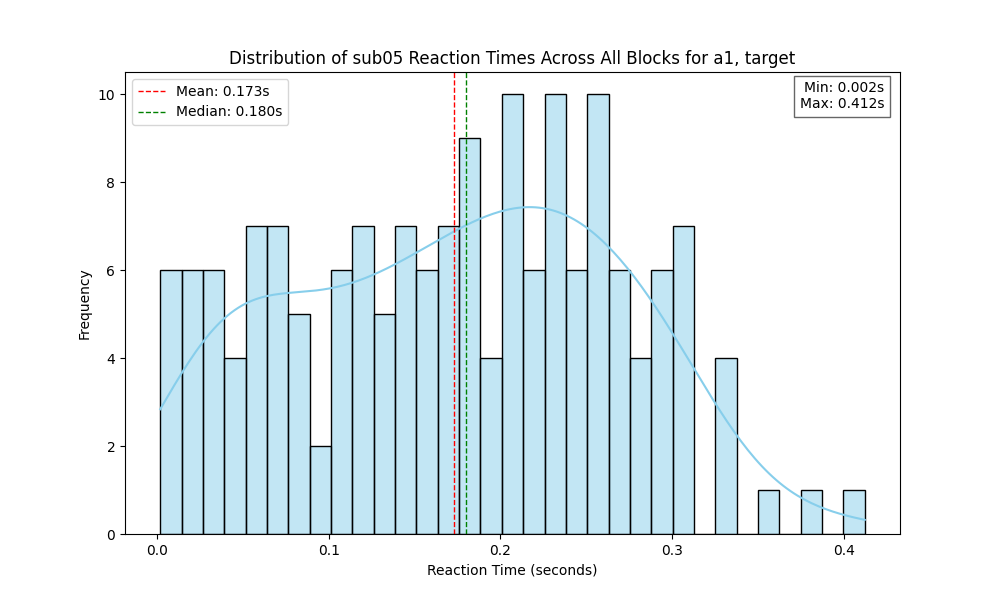 Distribution of sub05 Reaction Times Across All Blocks for a1, target
Mean: 0.173s
Median: 0.180s
Min: 0.002s
Max: 0.412s
10
8
6
4
2
0
Frequency
0.0 0.1 0.2 0.3 0.4
Reaction Time (seconds)